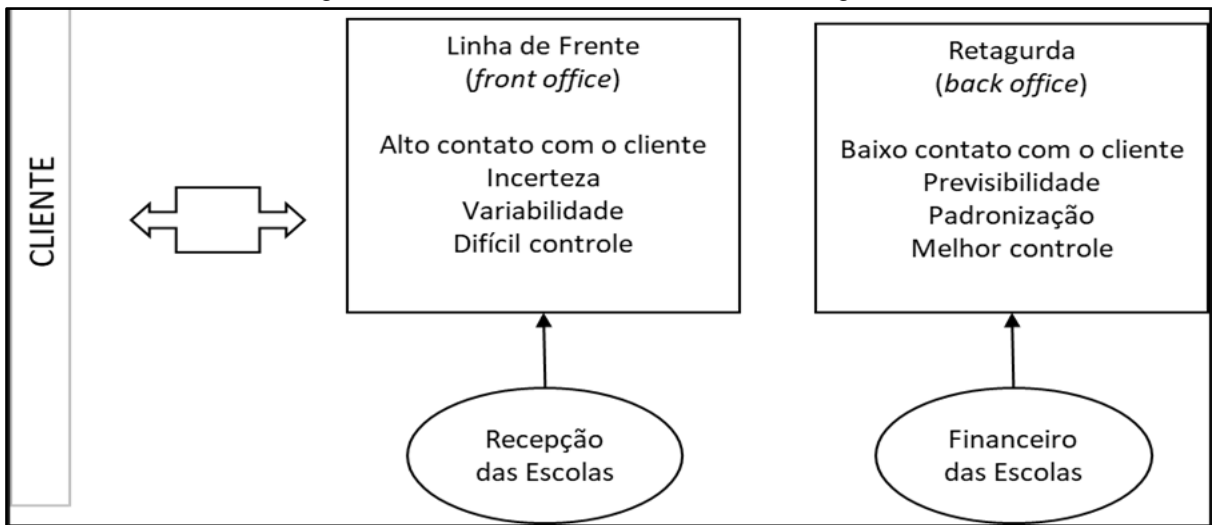 CLIENTE
Linha de Frente
(front office)
Alto contato com o cliente
Incerteza
Variabilidade
Difícil controle
Retagurda
(back office)
Baixo contato com o cliente
Previsibilidade
Padronização
Melhor controle
Recepção
das Escolas
Financeiro
das Escolas